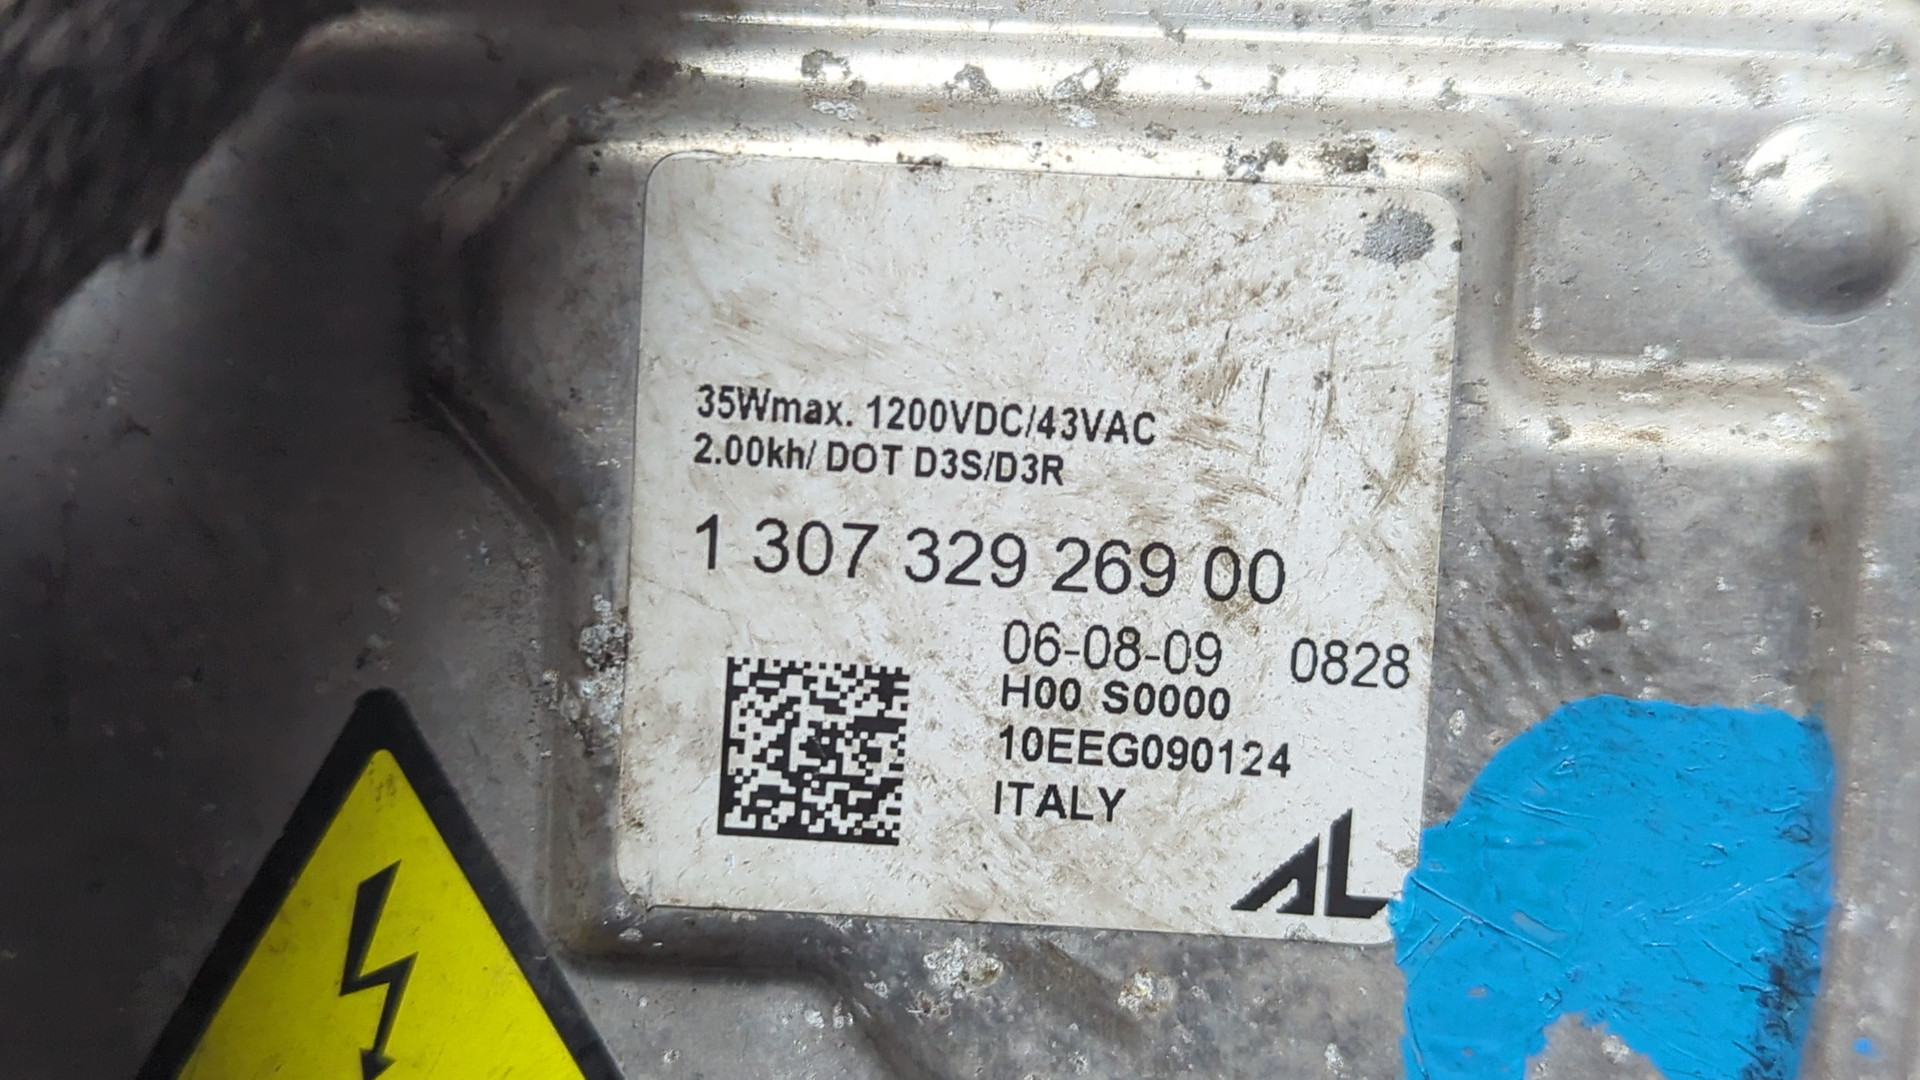 35Wmax. 1200VDC/43VAC
2.00kh/ DOT D3S/D3R
1 307 329 269 00
06-08-09 0828
H00 S0000
10EEG090124
ITALY
AL